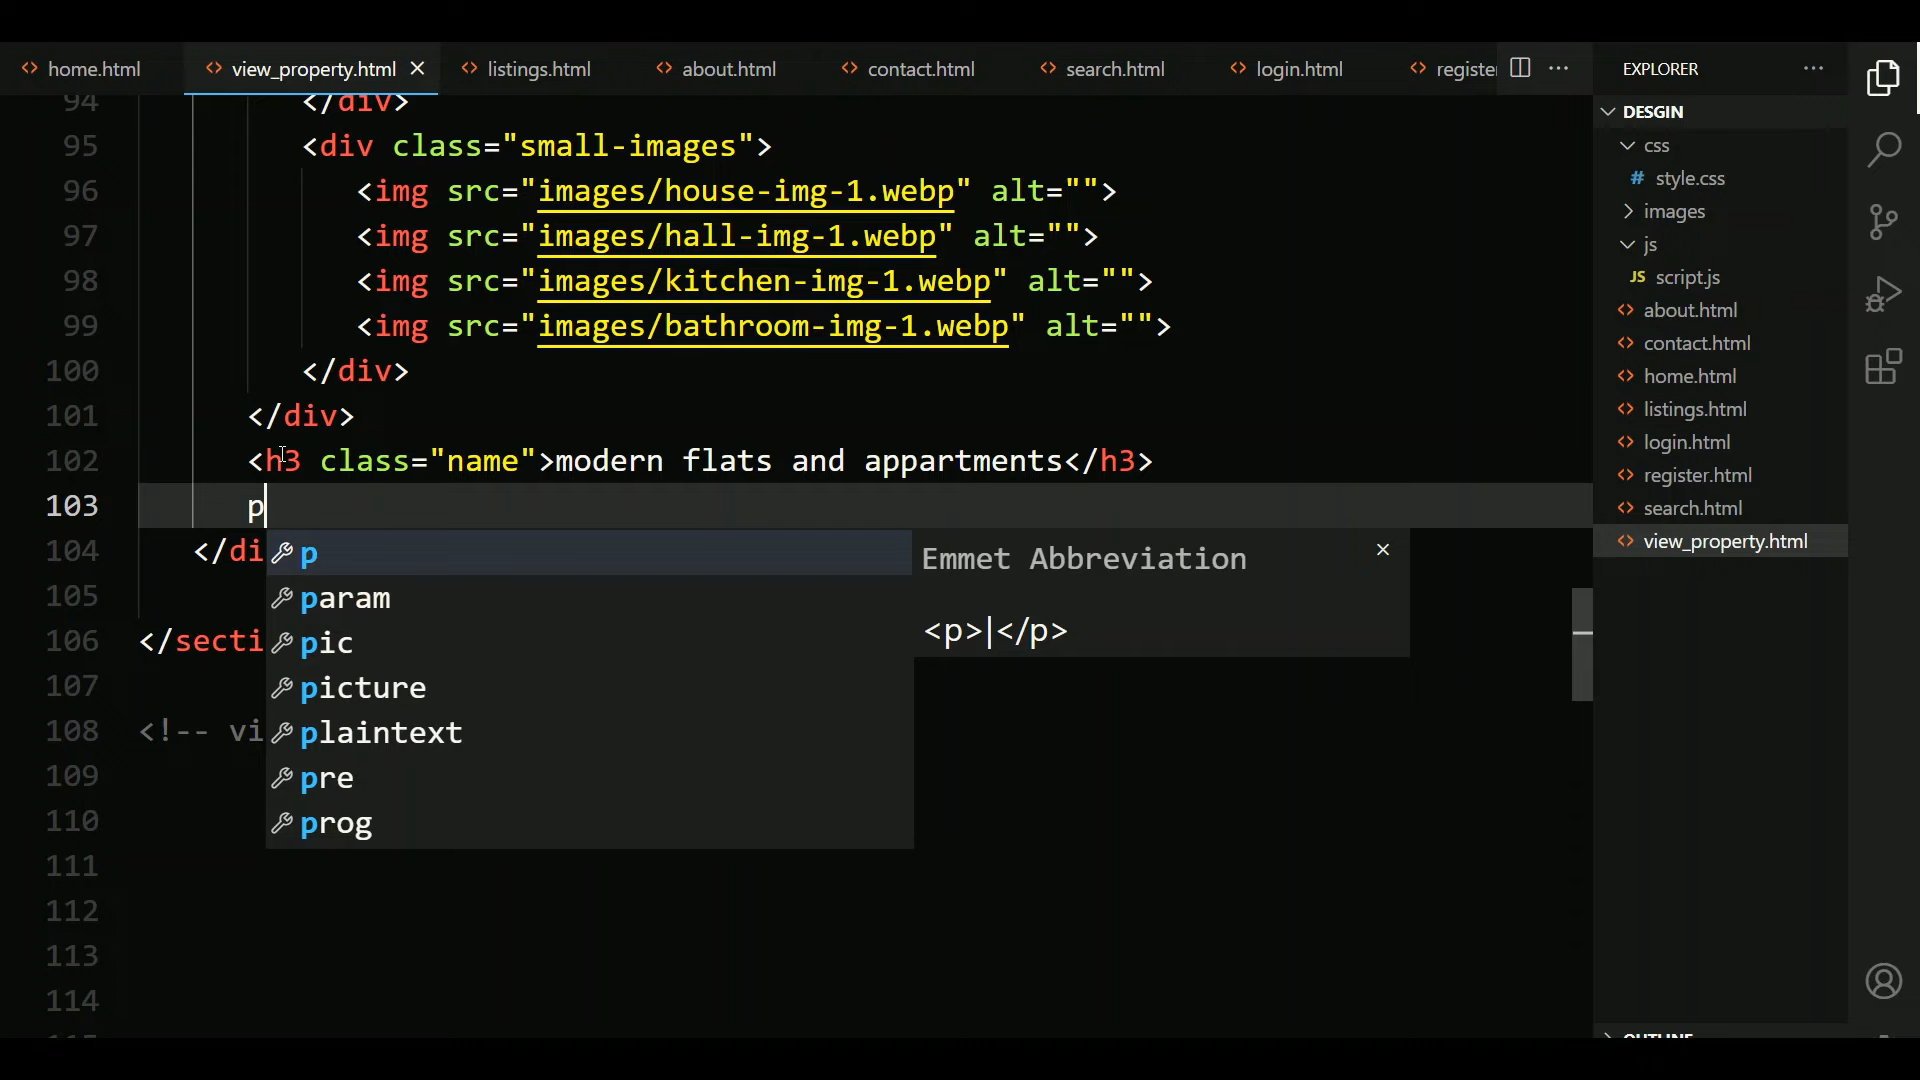 home.html view_property.html listings.html about.html contact.html search.html login.html register
94 </div>
95 <div class="small-images">
96 <img src="images/house-img-1.webp" alt="">
97 <img src="images/hall-img-1.webp" alt="">
98 <img src="images/kitchen-img-1.webp" alt="">
99 <img src="images/bathroom-img-1.webp" alt="">
100 </div>
101 </div>
102 <h3 class="name">modern flats and appartments</h3>
103 p
104 </di
105
106 </secti
107
108 <!-- vi
109
110
111
112
113
114
p
param
pic
picture
plaintext
pre
prog
Emmet Abbreviation
<p>|</p>
EXPLORER
DESGIN
css
# style.css
images
js
JS script.js
about.html
contact.html
home.html
listings.html
login.html
register.html
search.html
view_property.html
OUTLINE